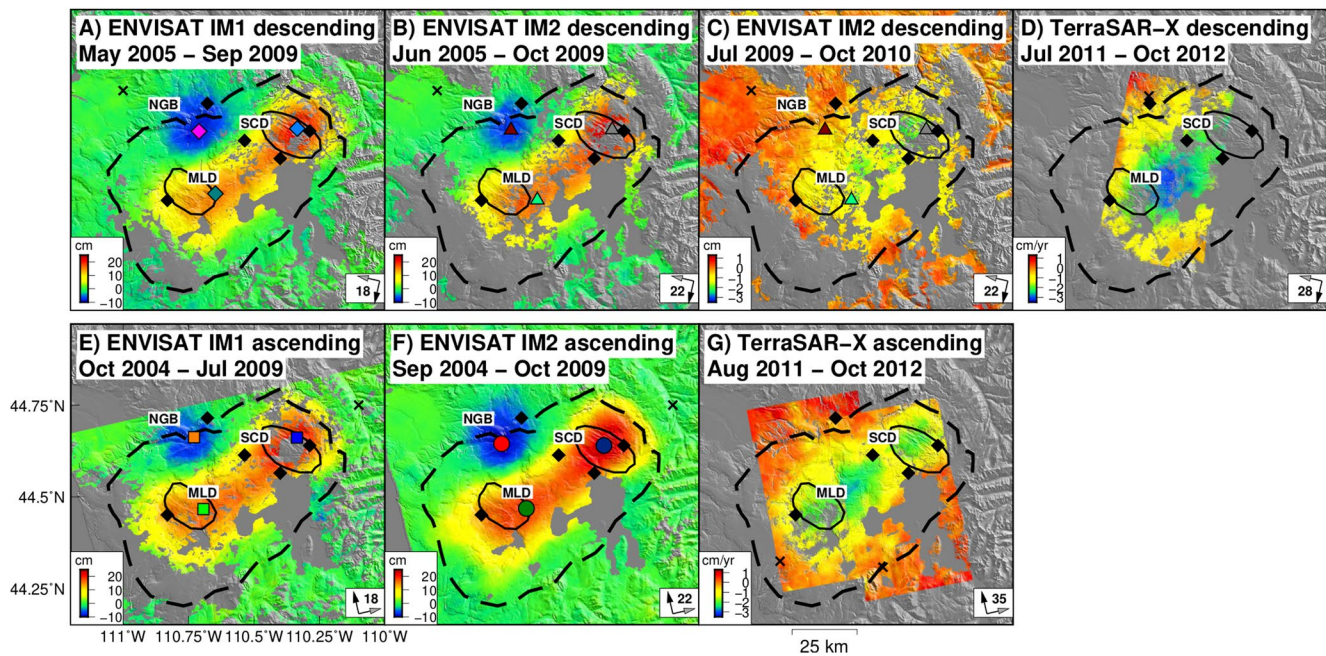 A) ENVISAT IM1 descending
May 2005 − Sep 2009
NGB
SCD
MLD
cm
20
10
0
−10
18
B) ENVISAT IM2 descending
Jun 2005 − Oct 2009
NGB
SCD
MLD
cm
20
10
0
−10
22
C) ENVISAT IM2 descending
Jul 2009 − Oct 2010
NGB
SCD
MLD
cm/yr
1
0
−1
−2
−3
22
D) TerraSAR−X descending
Jul 2011 − Oct 2012
SCD
MLD
cm/yr
1
0
−1
−2
−3
28
E) ENVISAT IM1 ascending
Oct 2004 − Jul 2009
NGB
SCD
MLD
cm
20
10
0
−10
18
F) ENVISAT IM2 ascending
Sep 2004 − Oct 2009
NGB
SCD
MLD
cm
20
10
0
−10
22
G) TerraSAR−X ascending
Aug 2011 − Oct 2012
SCD
MLD
cm/yr
1
0
−1
−2
−3
35
44.75°N
44.5°N
44.25°N
111°W 110.75°W 110.5°W 110.25°W 110°W
25 km